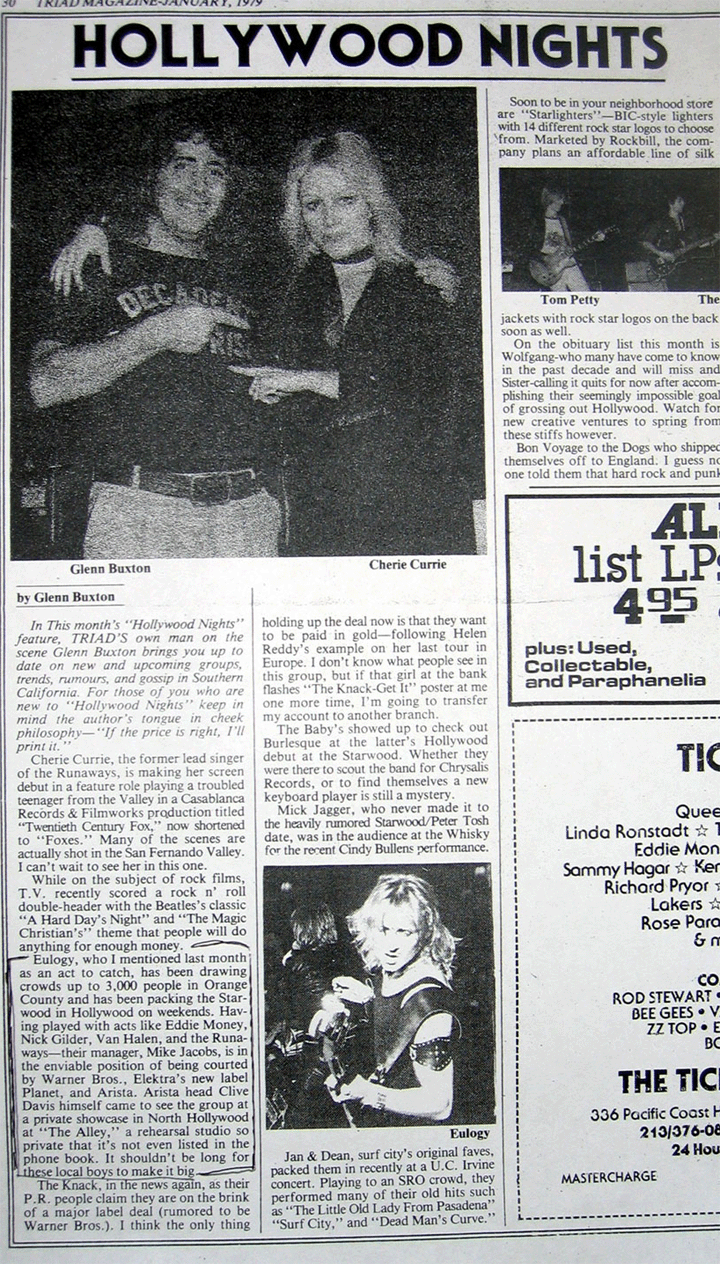 30 TRIAD MAGAZINE-JANUARY, 1979
HOLLYWOOD NIGHTS
Glenn Buxton
Cherie Currie
by Glenn Buxton
In This month's "Hollywood Nights"
feature, TRIAD'S own man on the
scene Glenn Buxton brings you up to
date on new and upcoming groups,
trends, rumours, and gossip in Southern
California. For those of you who are
new to "Hollywood Nights" keep in
mind the author's tongue in cheek
philosophy—"If the price is right, I'll
print it."
Cherie Currie, the former lead singer
of the Runaways, is making her screen
debut in a feature role playing a troubled
teenager from the Valley in a Casablanca
Records & Filmworks production titled
"Twentieth Century Fox," now shortened
to "Foxes." Many of the scenes are
actually shot in the San Fernando Valley.
I can't wait to see her in this one.
While on the subject of rock films,
T.V. recently scored a rock n' roll
double-header with the Beatles's classic
"A Hard Day's Night" and "The Magic
Christian's" theme that people will do
anything for enough money.
Eulogy, who I mentioned last month
as an act to catch, has been drawing
crowds up to 3,000 people in Orange
County and has been packing the Star-
wood in Hollywood on weekends. Hav-
ing played with acts like Eddie Money,
Nick Gilder, Van Halen, and the Runa-
ways—their manager, Mike Jacobs, is in
the enviable position of being courted
by Warner Bros., Elektra's new label
Planet, and Arista. Arista head Clive
Davis himself came to see the group at
a private showcase in North Hollywood
at "The Alley," a rehearsal studio so
private that it's not even listed in the
phone book. It shouldn't be long for
these local boys to make it big.
The Knack, in the news again, as their
P.R. people claim they are on the brink
of a major label deal (rumored to be
Warner Bros.). I think the only thing
holding up the deal now is that they want
to be paid in gold—following Helen
Reddy's example on her last tour in
Europe. I don't know what people see in
this group, but if that girl at the bank
flashes "The Knack-Get It" poster at me
one more time, I'm going to transfer
my account to another branch.
The Baby's showed up to check out
Burlesque at the latter's Hollywood
debut at the Starwood. Whether they
were there to scout the band for Chrysalis
Records, or to find themselves a new
keyboard player is still a mystery.
Mick Jagger, who never made it to
the heavily rumored Starwood/Peter Tosh
date, was in the audience at the Whisky
for the recent Cindy Bullens performance.
Eulogy
Jan & Dean, surf city's original faves,
packed them in recently at a U.C. Irvine
concert. Playing to an SRO crowd, they
performed many of their old hits such
as "The Little Old Lady From Pasadena"
"Surf City," and "Dead Man's Curve."
Soon to be in your neighborhood store
are "Starlighters"—BIC-style lighters
with 14 different rock star logos to choose
from. Marketed by Rockbill, the com-
pany plans an affordable line of silk
Tom Petty
The
jackets with rock star logos on the back
soon as well.
On the obituary list this month is
Wolfgang-who many have come to know
in the past decade and will miss and
Sister-calling it quits for now after accom-
plishing their seemingly impossible goal
of grossing out Hollywood. Watch for
new creative ventures to spring from
these stiffs however.
Bon Voyage to the Dogs who shipped
themselves off to England. I guess no
one told them that hard rock and punk
AL
list LPs
4.95
plus: Used,
Collectable,
and Paraphanelia
TIC
Quee
Linda Ronstadt ☆ T
Eddie Mon
Sammy Hagar ☆ Ken
Richard Pryor ☆
Lakers ☆
Rose Para
& m
CO
ROD STEWART •
BEE GEES • V
ZZ TOP • E
BO
THE TIC
336 Pacific Coast H
213/376-08
24 Hou
MASTERCHARGE